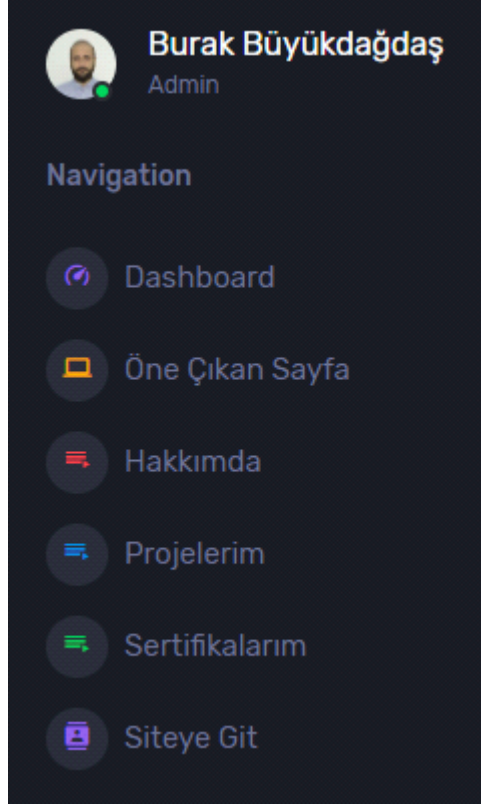 Burak Büyükdağdaş
Admin
Navigation
Dashboard
Öne Çıkan Sayfa
Hakkımda
Projelerim
Sertifikalarım
Siteye Git